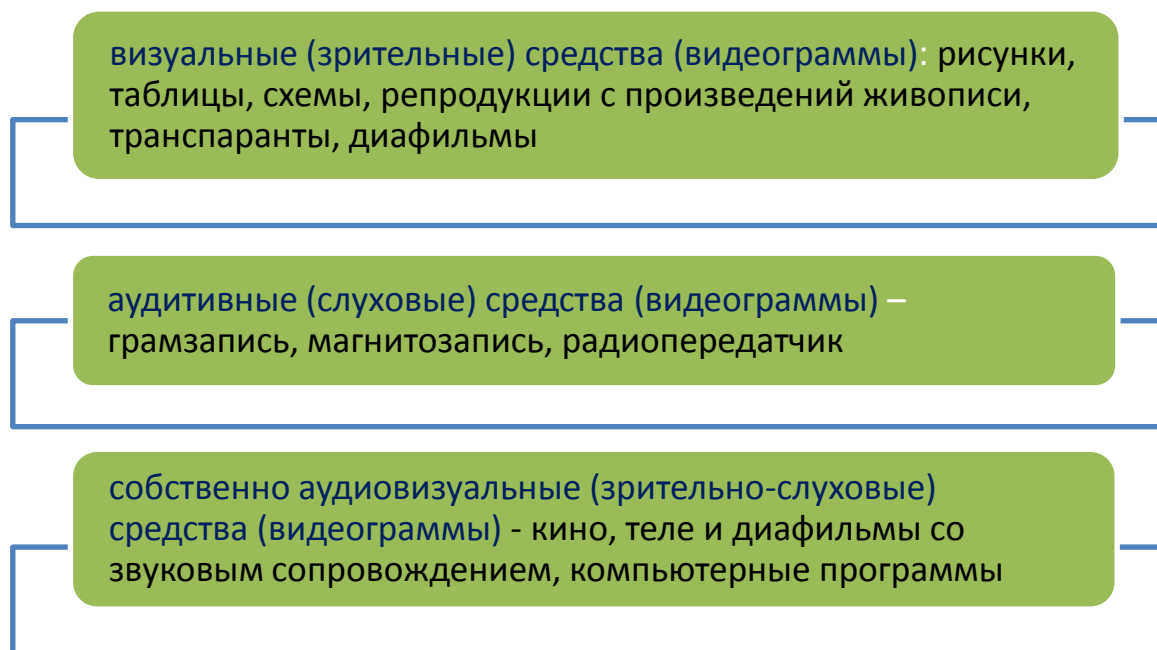 визуальные (зрительные) средства (видеограммы): рисунки,
таблицы, схемы, репродукции с произведений живописи,
транспаранты, диафильмы
аудитивные (слуховые) средства (видеограммы) –
грамзапись, магнитозапись, радиопередатчик
собственно аудиовизуальные (зрительно-слуховые)
средства (видеограммы) - кино, теле и диафильмы со
звуковым сопровождением, компьютерные программы